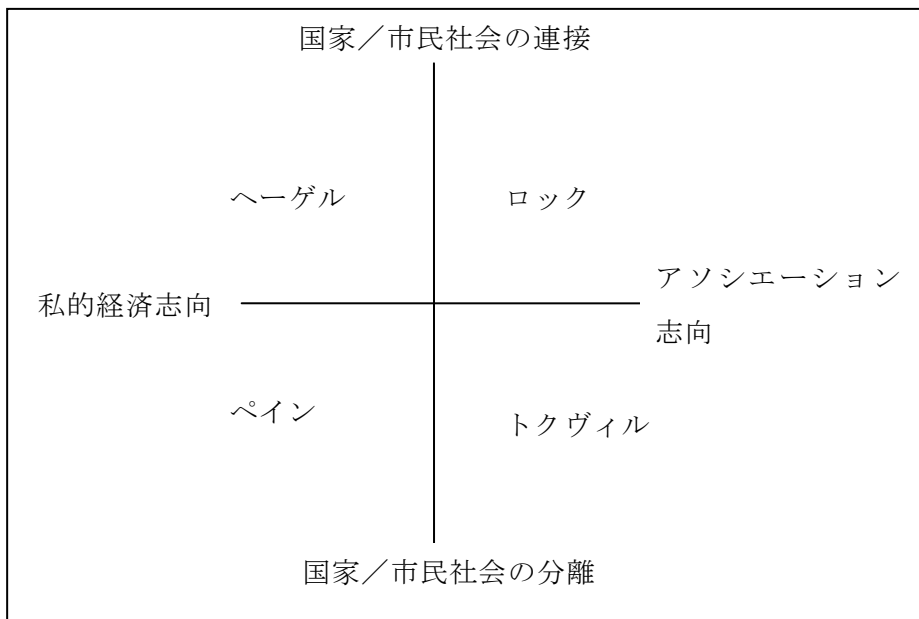 国家／市民社会の連接
ヘーゲル
ロック
私的経済志向
アソシエーション
志向
ペイン
トクヴィル
国家／市民社会の分離